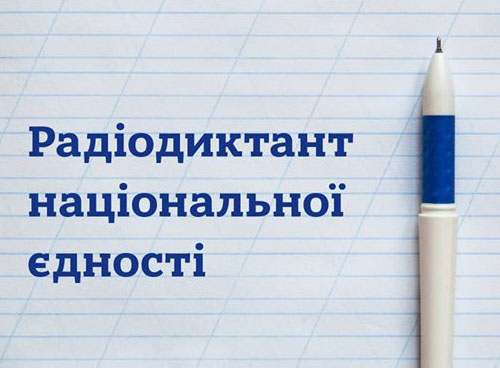 Радіодиктант
національної
єдності